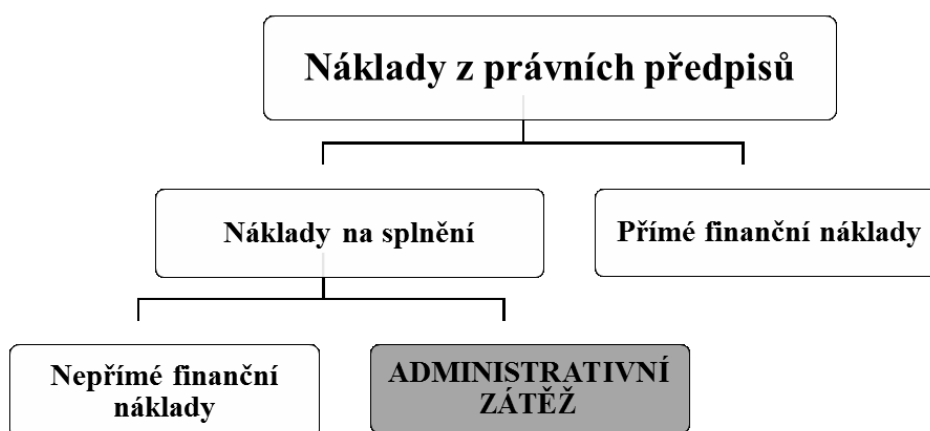 Náklady z právních předpisů
Náklady na splnění
Přímé finanční náklady
Nepřímé finanční
náklady
ADMINISTRATIVNÍ
ZÁTĚŽ